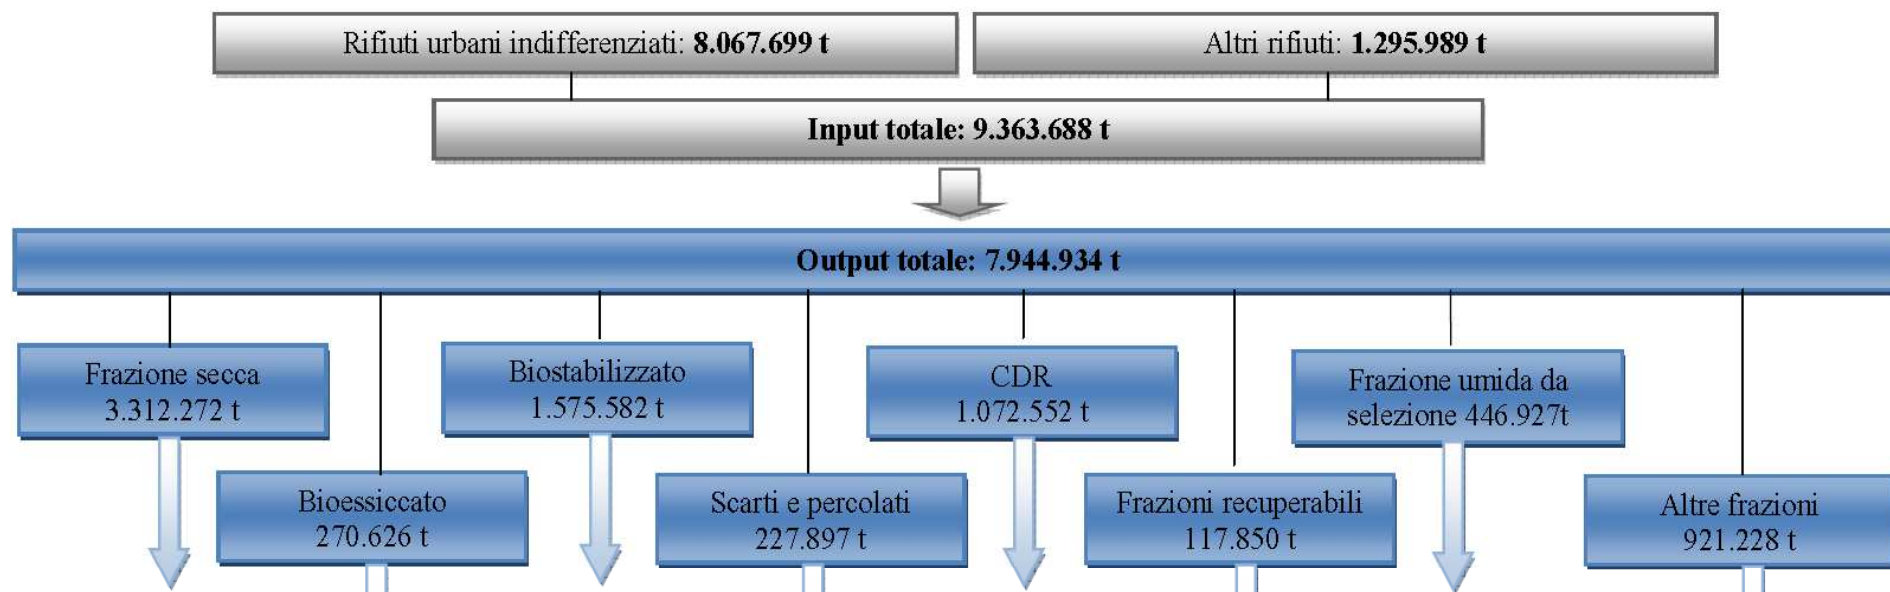 Rifiuti urbani indifferenziati: 8.067.699 t
Altri rifiuti: 1.295.989 t
Input totale: 9.363.688 t
Output totale: 7.944.934 t
Frazione secca
3.312.272 t
Bioessiccato
270.626 t
Biostabilizzato
1.575.582 t
Scarti e percolati
227.897 t
CDR
1.072.552 t
Frazioni recuperabili
117.850 t
Frazione umida da
selezione 446.927t
Altre frazioni
921.228 t